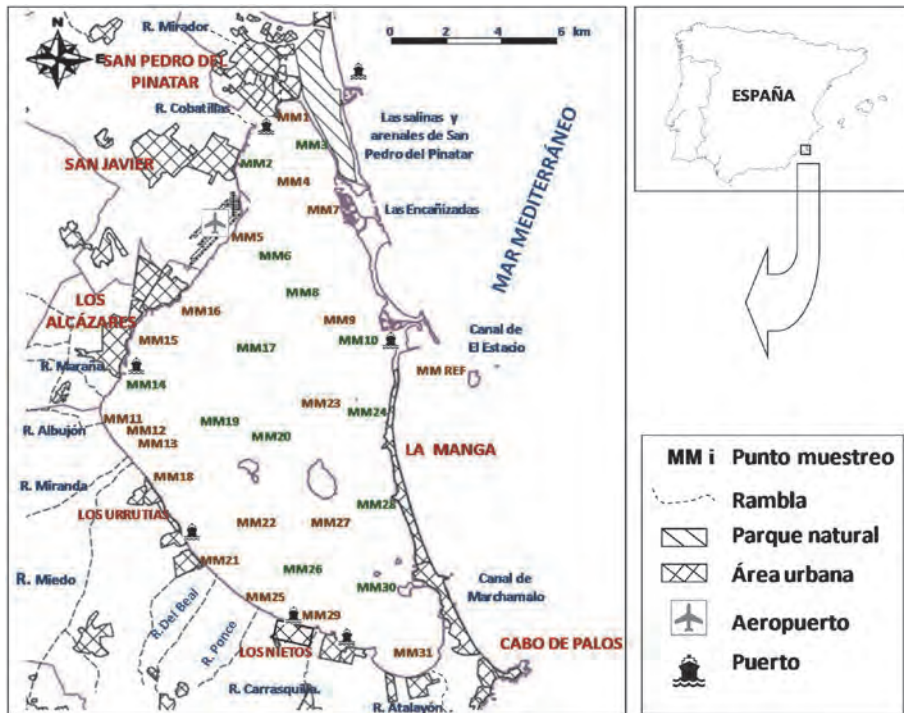 N
E
R. Mirador
0 2 4 6
km
SAN PEDRO DEL
PINATAR
R. Cobatillas
MM1
Las salinas y
arenales de San
Pedro del Pinatar
MM3
MM2
SAN JAVIER
MM4
MM7
Las Encañizadas
MAR MEDITERRÁNEO
MM5
MM6
MM8
LOS
ALCÁZARES
MM16
MM9
Canal de
El Estacio
MM15
MM17
MM10
R. Maraña
MM REF
MM14
MM23
MM24
MM11
MM12
MM19
R. Albujón
MM13
MM20
LA MANGA
R. Miranda
MM18
MM28
LOS URRUTIAS
MM22
MM27
R. Miedo
MM21
MM26
Canal de
Marchamalo
MM30
R. Del Beal
MM25
MM29
R. Ponce
LOS NIETOS
MM31
CABO DE PALOS
R. Carrasquilla
R. Atalayón
ESPAÑA
MM i Punto muestreo
Rambla
Parque natural
Área urbana
Aeropuerto
Puerto